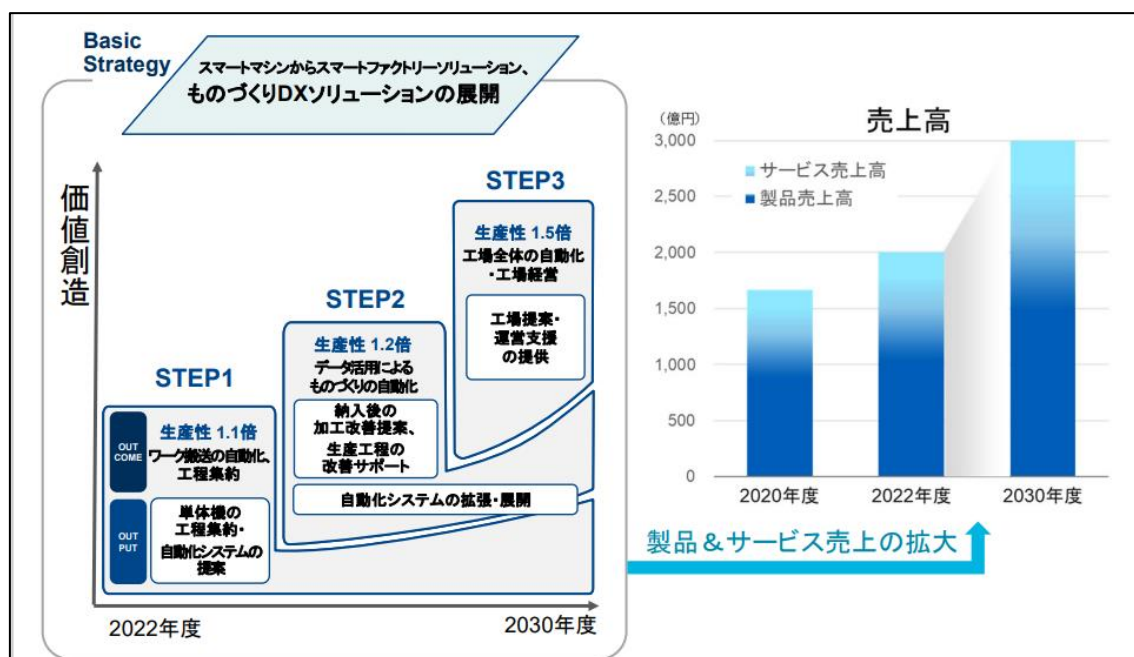 Basic
Strategy
スマートマシンからスマートファクトリーソリューション、
ものづくりDXソリューションの展開
価値創造
STEP1
生産性 1.1倍
OUT
COME
ワーク搬送の自動化、
工程集約
OUT
PUT
単体機の
工程集約・
自動化システムの
提案
STEP2
生産性 1.2倍
データ活用による
ものづくりの自動化
納入後の
加工改善提案、
生産工程の
改善サポート
自動化システムの拡張・展開
STEP3
生産性 1.5倍
工場全体の自動化
・工場経営
工場提案・
運営支援
の提供
2022年度
2030年度
売上高
（億円）
3,000
2,500
2,000
1,500
1,000
500
0
サービス売上高
製品売上高
2020年度
2022年度
2030年度
製品＆サービス売上の拡大